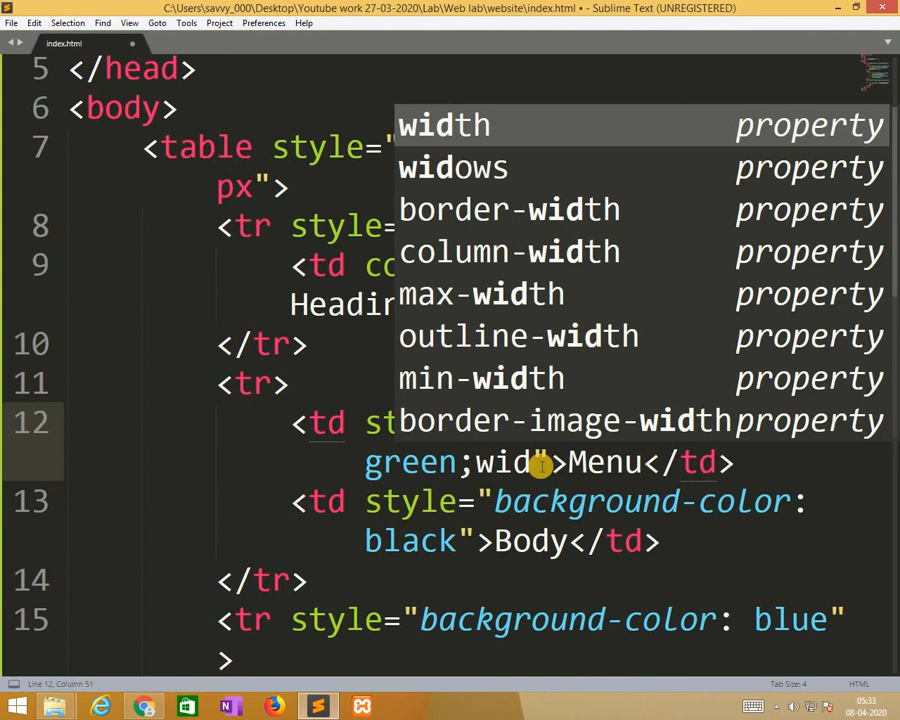 C:\Users\savvy_000\Desktop\Youtube work 27-03-2020\Lab\Web lab\website\index.html • - Sublime Text (UNREGISTERED)
File Edit Selection Find View Goto Tools Project Preferences Help
index.html
5 </head>
6 <body>
7 <table style="
px">
8 <tr style=
9 <td co
Headin
10 </tr>
11 <tr>
12 <td st
green;wid">Menu</td>
13 <td style="background-color:
black">Body</td>
14 </tr>
15 <tr style="background-color: blue"
>
width property
widows property
border-width property
column-width property
max-width property
outline-width property
min-width property
border-image-width property
Line 12, Column 51
Tab Size: 4
HTML
05:33
08-04-2020